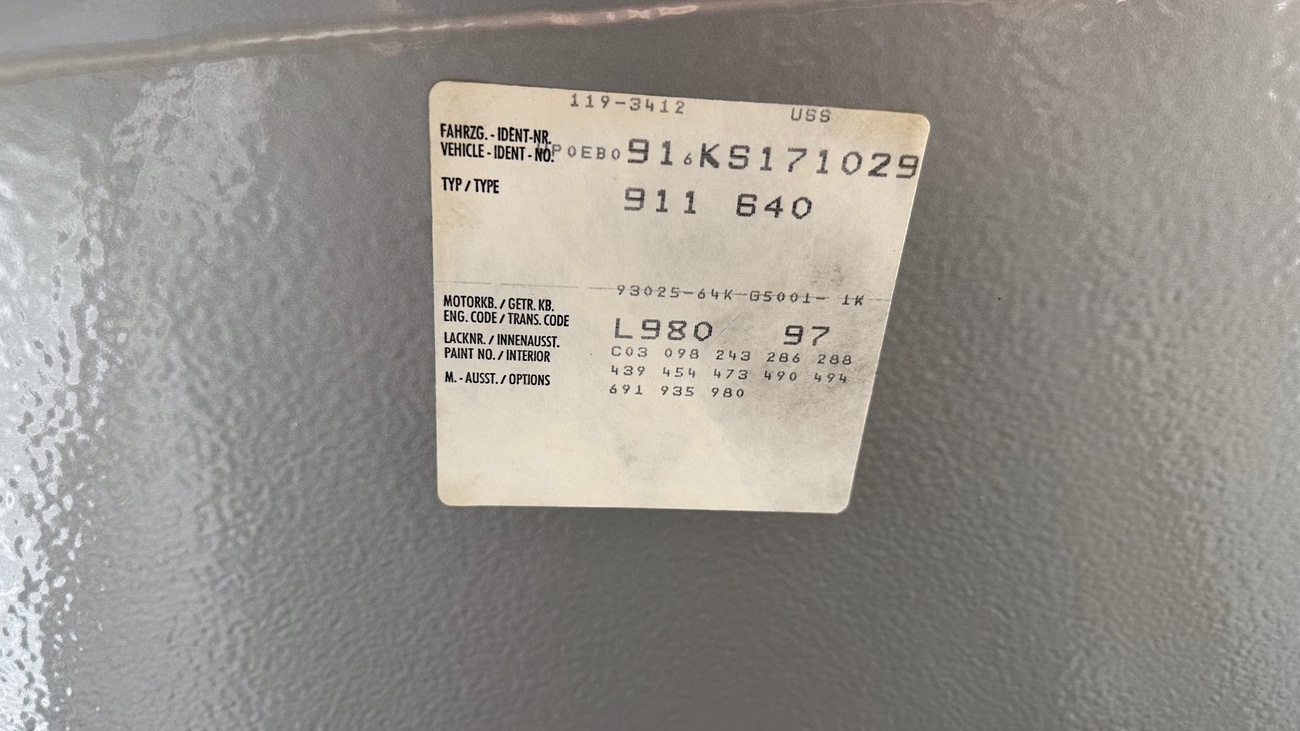 119-3412 USS
FAHRZG.-IDENT-NR.
VEHICLE-IDENT-NO. WP0EB0916KS171029
TYP / TYPE 911 640
93025-64K-G5001- 1K
MOTORKB. / GETR. KB.
ENG. CODE / TRANS. CODE
L980 97
LACKNR. / INNENAUSST.
PAINT NO. / INTERIOR
C03 098 243 286 288
M.-AUSST. / OPTIONS
439 454 473 490 494
691 935 980